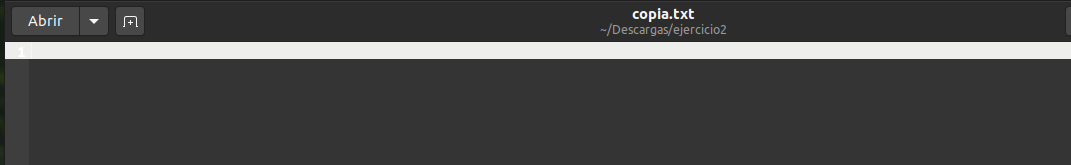 Abrir
copia.txt
~/Descargas/ejercicio2
1